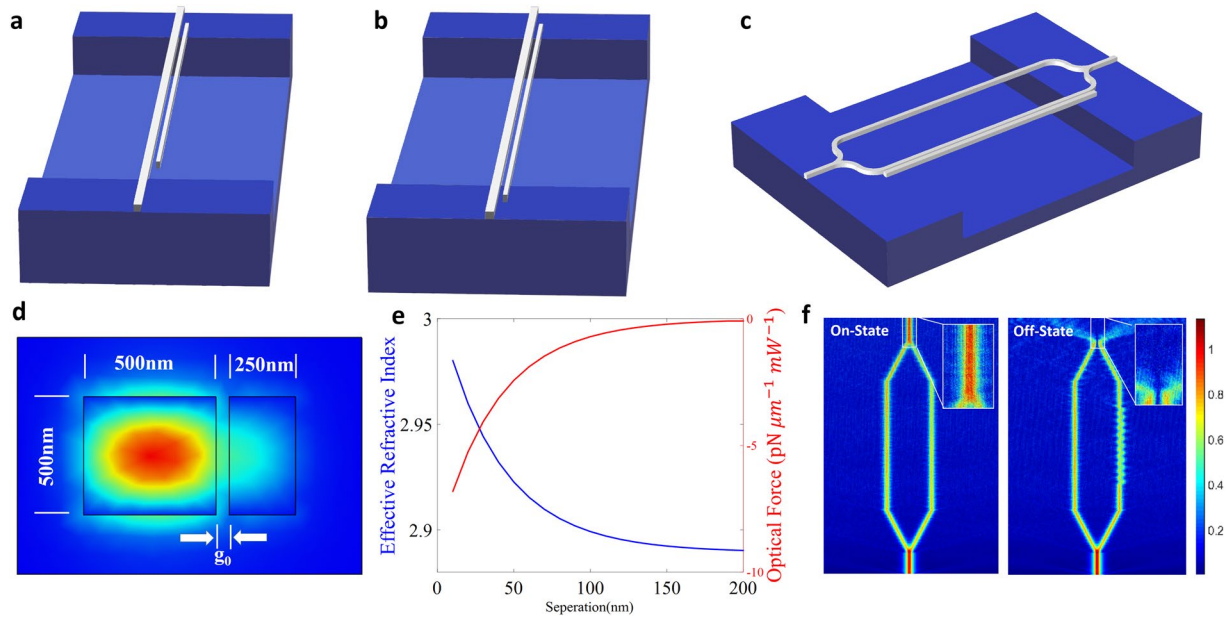 a
b
c
d
500nm
250nm
500nm
g₀
e
Effective Refractive Index
3
2.95
2.9
0
50
100
150
200
Seperation(nm)
0
-5
-10
Optical Force (pN μm⁻¹ mW⁻¹)
f
On-State
Off-State
1
0.8
0.6
0.4
0.2